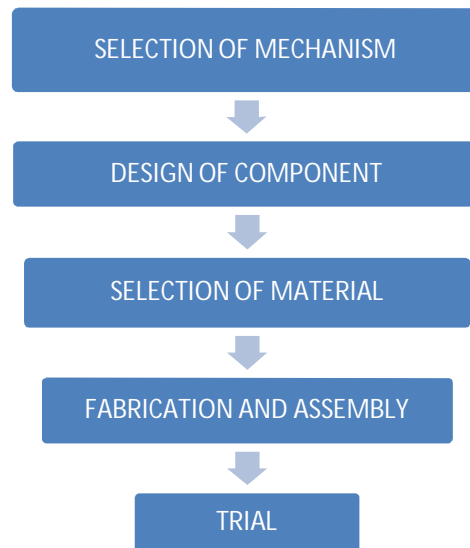 SELECTION OF MECHANISM
DESIGN OF COMPONENT
SELECTION OF MATERIAL
FABRICATION AND ASSEMBLY
TRIAL